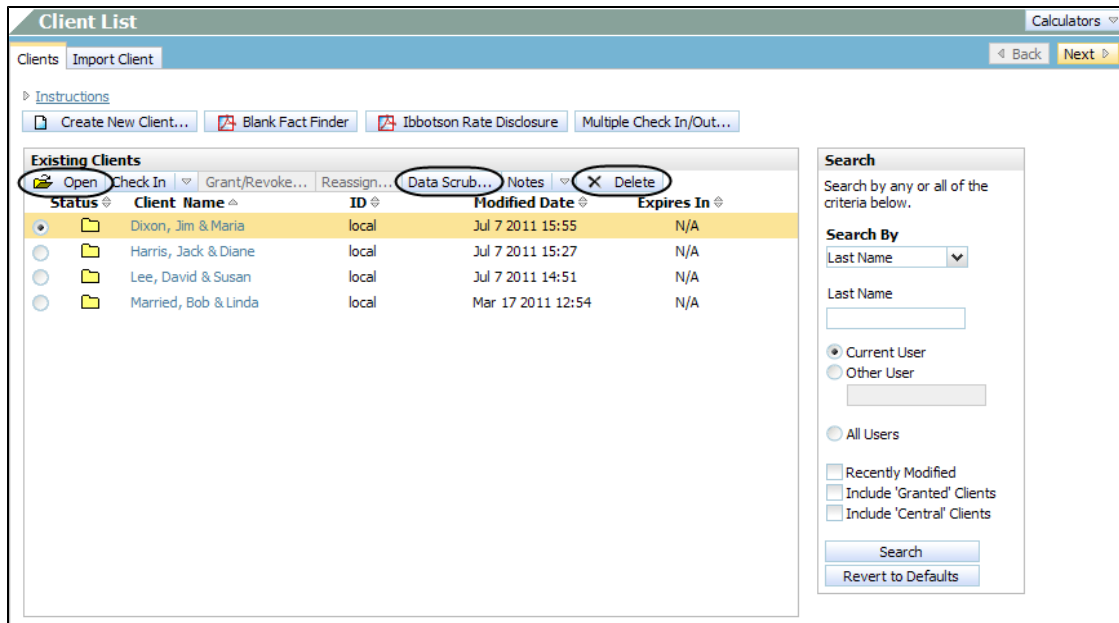 Client List
Calculators
Clients Import Client
Back Next
Instructions
Create New Client... Blank Fact Finder Ibbotson Rate Disclosure Multiple Check In/Out...
Existing Clients
Open Check In Grant/Revoke... Reassign... Data Scrub... Notes Delete
Status Client Name ID Modified Date Expires In
Dixon, Jim & Maria local Jul 7 2011 15:55 N/A
Harris, Jack & Diane local Jul 7 2011 15:27 N/A
Lee, David & Susan local Jul 7 2011 14:51 N/A
Married, Bob & Linda local Mar 17 2011 12:54 N/A
Search
Search by any or all of the
criteria below.
Search By
Last Name
Last Name
Current User
Other User
All Users
Recently Modified
Include 'Granted' Clients
Include 'Central' Clients
Search
Revert to Defaults